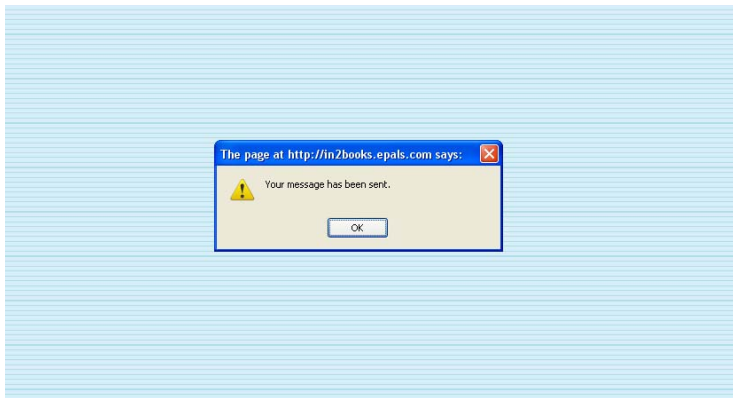 The page at http://in2books.epals.com says:
Your message has been sent.
OK